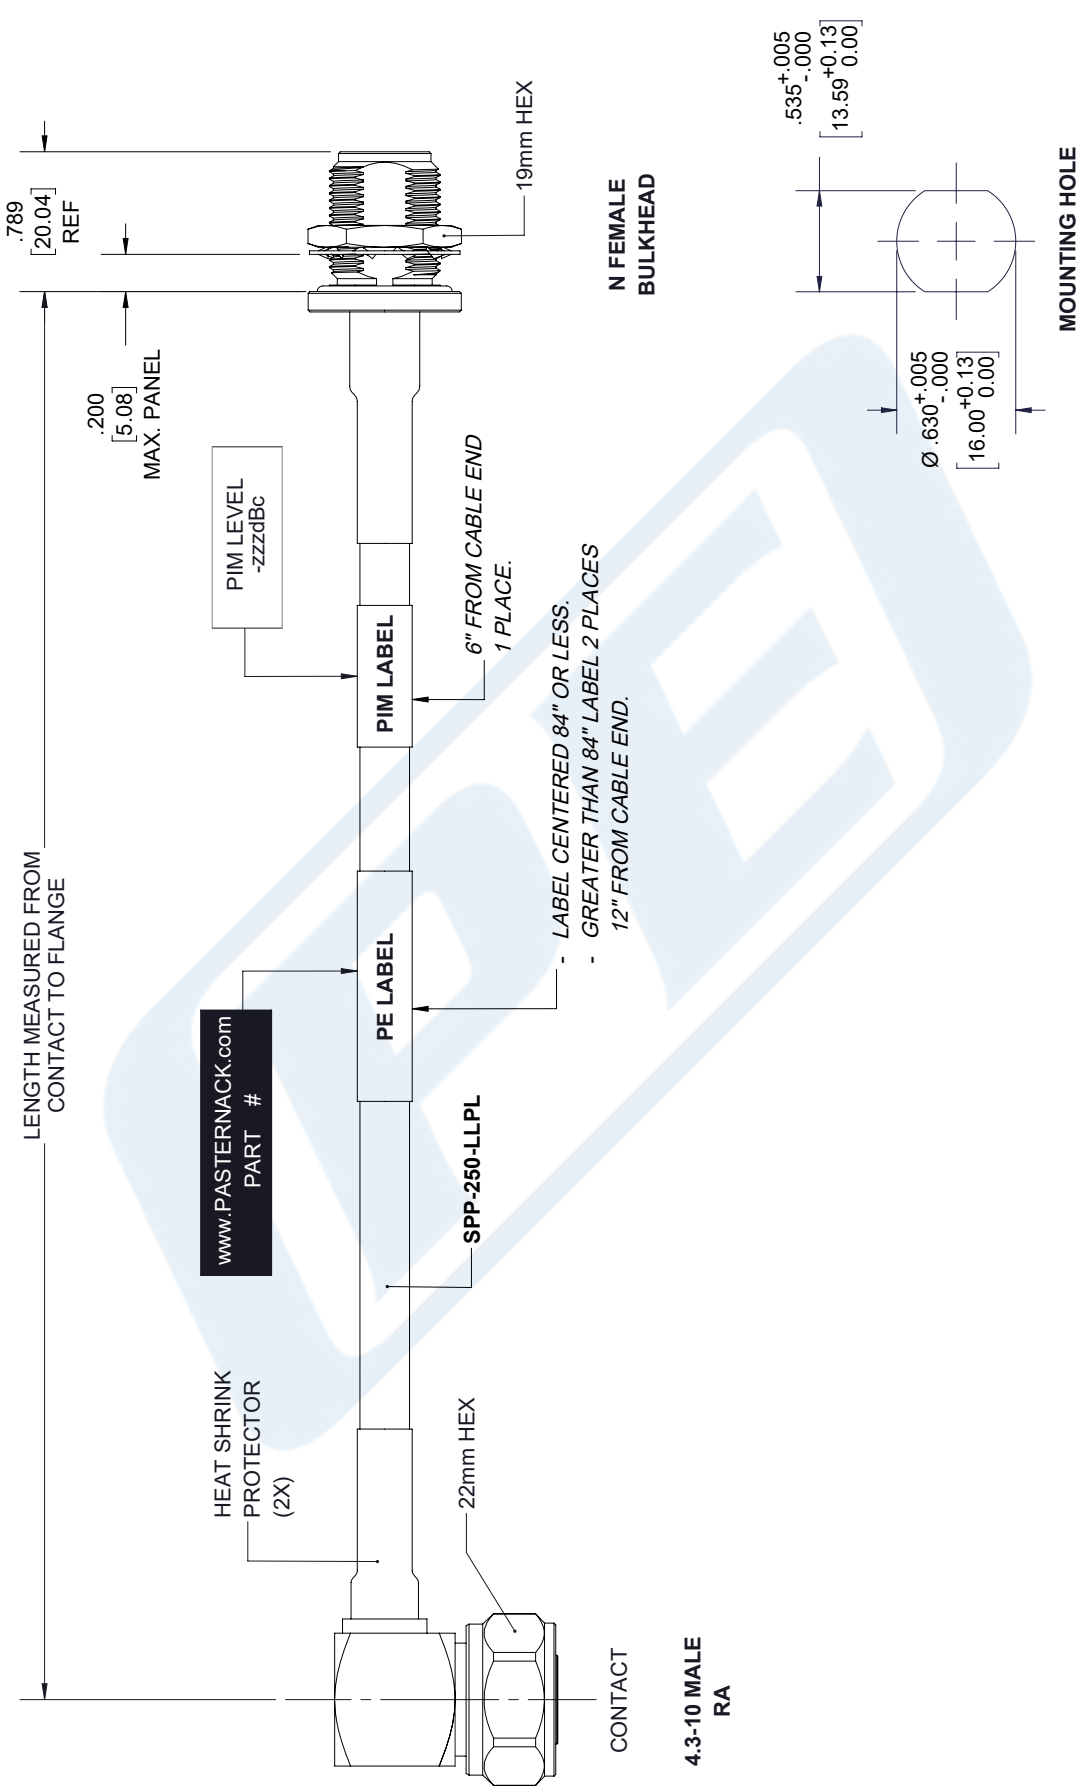 LENGTH MEASURED FROM
CONTACT TO FLANGE
.789
[20.04]
REF
.200
[5.08]
MAX. PANEL
HEAT SHRINK
PROTECTOR
(2X)
www.PASTERNACK.com
PART #
PIM LEVEL
-zzzdBc
PE LABEL
PIM LABEL
22mm HEX
SPP-250-LLPL
6" FROM CABLE END
1 PLACE.
19mm HEX
- LABEL CENTERED 84" OR LESS.
- GREATER THAN 84" LABEL 2 PLACES
12" FROM CABLE END.
CONTACT
4.3-10 MALE
RA
N FEMALE
BULKHEAD
.535 +.005
-.000
[13.59 +0.13
0.00]
Ø .630 +.005
-.000
[16.00 +0.13
0.00]
MOUNTING HOLE
PE